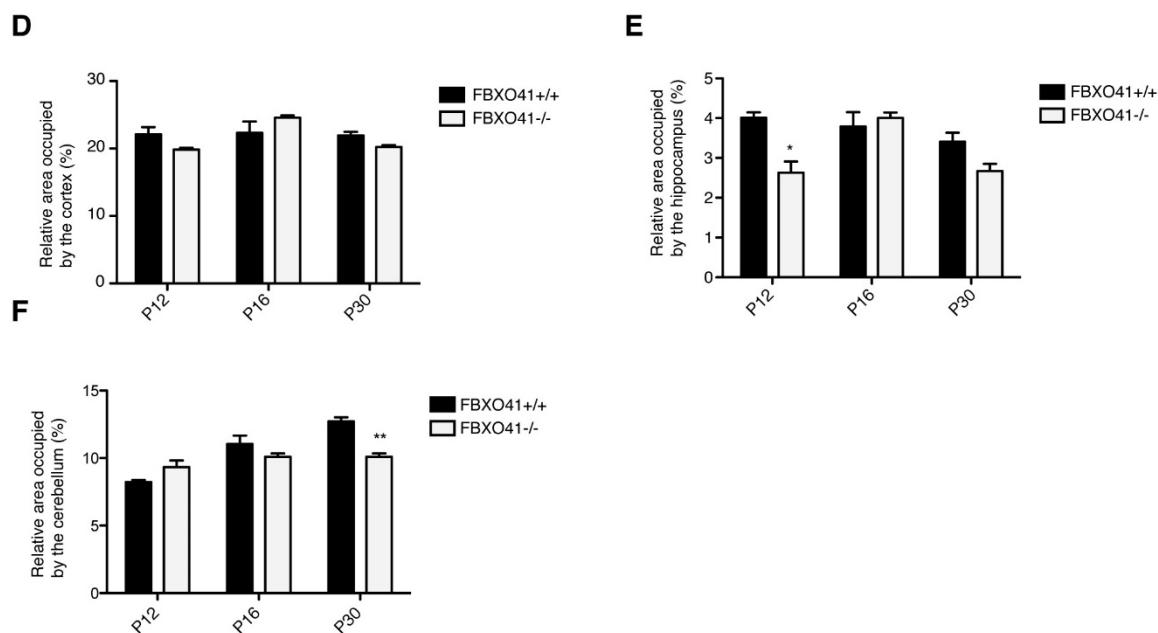 D
Relative area occupied
by the cortex (%)
30
20
10
0
P12
P16
P30
FBXO41+/+
FBXO41-/-
E
Relative area occupied
by the hippocampus (%)
5
4
3
2
1
0
*
P12
P16
P30
FBXO41+/+
FBXO41-/-
F
Relative area occupied
by the cerebellum (%)
15
10
5
0
**
P12
P16
P30
FBXO41+/+
FBXO41-/-